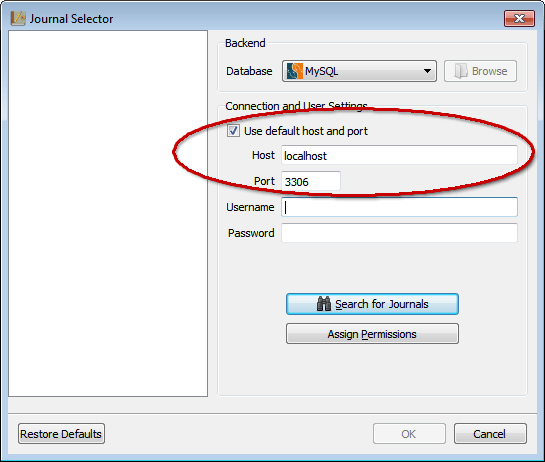 Journal Selector
Backend
Database MySQL Browse
Connection and User Settings
Use default host and port
Host localhost
Port 3306
Username
Password
Search for Journals
Assign Permissions
Restore Defaults OK Cancel